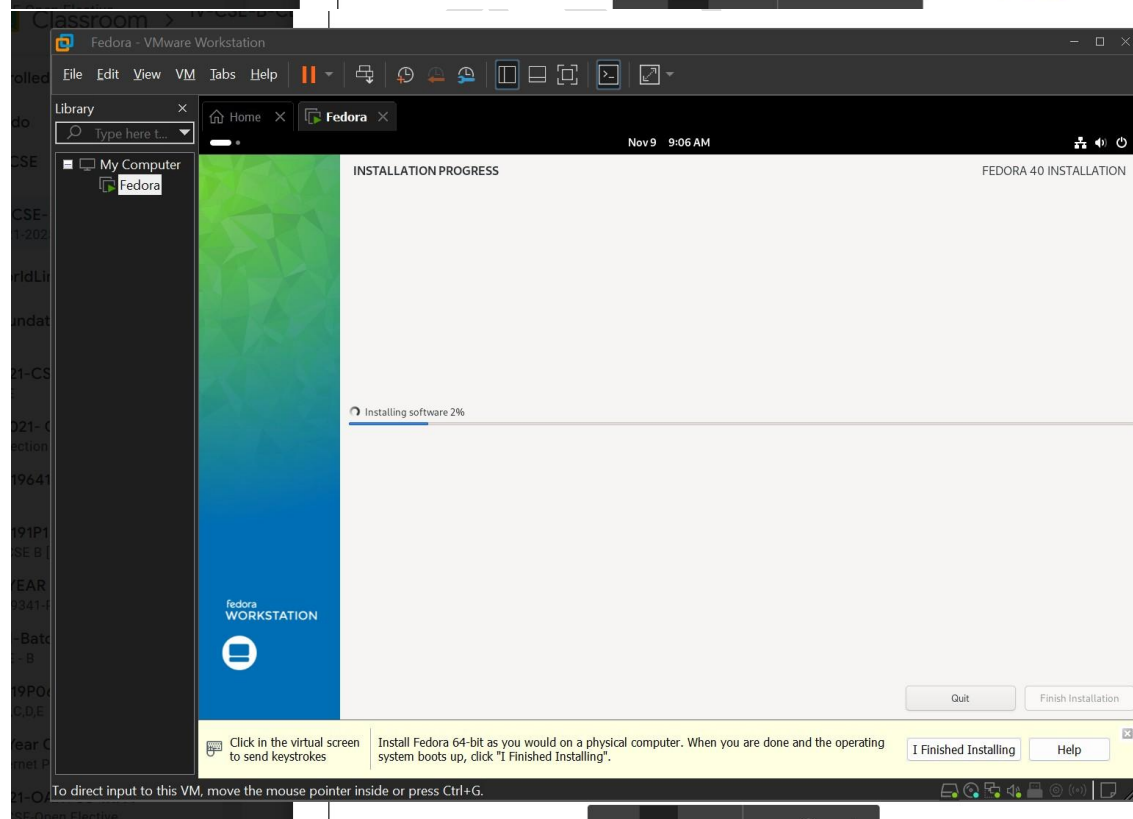 Classroom
Fedora - VMware Workstation
File Edit View VM Tabs Help
Library
Type here t...
My Computer
Fedora
Home
Fedora
Nov 9 9:06 AM
INSTALLATION PROGRESS
FEDORA 40 INSTALLATION
Installing software 2%
fedora
WORKSTATION
Quit
Finish Installation
Click in the virtual screen
to send keystrokes
Install Fedora 64-bit as you would on a physical computer. When you are done and the operating
system boots up, click "I Finished Installing".
I Finished Installing
Help
To direct input to this VM, move the mouse pointer inside or press Ctrl+G.